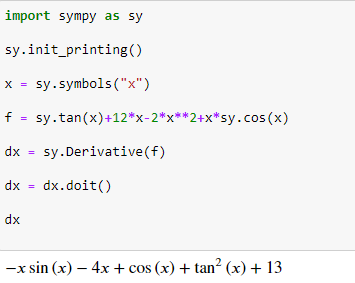 import sympy as sy
sy.init_printing()
x = sy.symbols("x")
f = sy.tan(x)+12*x-2*x**2+x*sy.cos(x)
dx = sy.Derivative(f)
dx = dx.doit()
dx
−x sin (x) − 4x + cos (x) + tan² (x) + 13